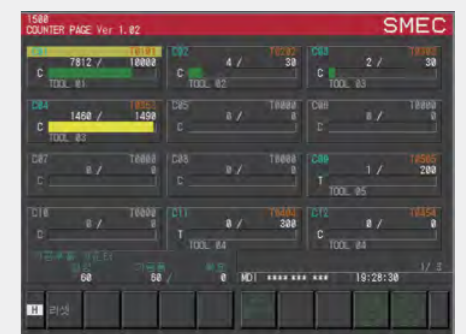 1500
COUNTER PAGE Ver 1.02
SMEC
C01 T0101
7812 / 10000
C
TOOL 01
C02 T0202
4 / 30
C
TOOL 02
C03 T0303
2 / 30
C
TOOL 03
C04
1460 / 1490
C
TOOL 03
C05 T0000
0 / 0
C
C06 T0000
0 / 0
C
C07 T0000
0 / 0
C
C08 T0000
0 / 0
C
C09 T0505
1 / 200
T
TOOL 05
C10 T0000
0 / 0
C
C11 T0404
0 / 300
T
TOOL 04
C12 T0454
0 / 0
C
TOOL 04
60 60 / 0
MDI **** *** *** 19:28:30
H 리셋